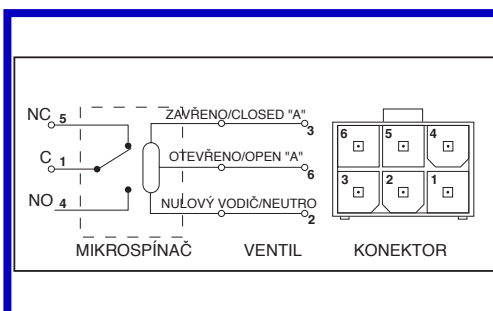 NC 5 ZAVŘENO/CLOSED "A" 3
6 5 4
C 1 OTEVŘENO/OPEN "A" 6
3 2 1
NO 4 NULOVÝ VODIČ/NEUTRO 2
MIKROSPÍNAČ VENTIL KONEKTOR